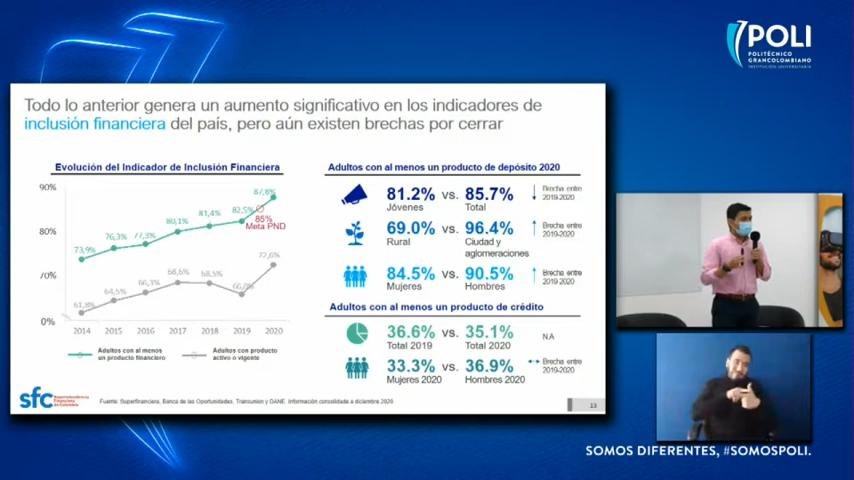 POLI
POLITÉCNICO
GRANCOLOMBIANO
INSTITUCIÓN UNIVERSITARIA
Todo lo anterior genera un aumento significativo en los indicadores de
inclusión financiera del país, pero aún existen brechas por cerrar
Evolución del Indicador de Inclusión Financiera
90%
80%
70%
0%
73,9%
76,3%
77,3%
80,1%
81,4%
82,5%
87,8%
85%
Meta PND
61,8%
64,5%
66,3%
68,6%
68,5%
66,0%
72,6%
2014 2015 2016 2017 2018 2019 2020
Adultos con al menos
un producto financiero
Adultos con producto
activo o vigente
Adultos con al menos un producto de depósito 2020
81.2% vs. 85.7%
Jóvenes Total
Brecha entre
2019-2020
69.0% vs. 96.4%
Rural Ciudad y
aglomeraciones
Brecha entre
2019-2020
84.5% vs. 90.5%
Mujeres Hombres
Brecha entre
2019-2020
Adultos con al menos un producto de crédito
36.6% vs. 35.1%
Total 2019 Total 2020
NA
33.3% vs. 36.9%
Mujeres 2020 Hombres 2020
Brecha entre
2019-2020
sfc Superintendencia
Financiera
de Colombia
Fuente: Superfinanciera, Banca de las Oportunidades, Transunion y DANE. Información consolidada a diciembre 2020
13
SOMOS DIFERENTES, #SOMOSPOLI.